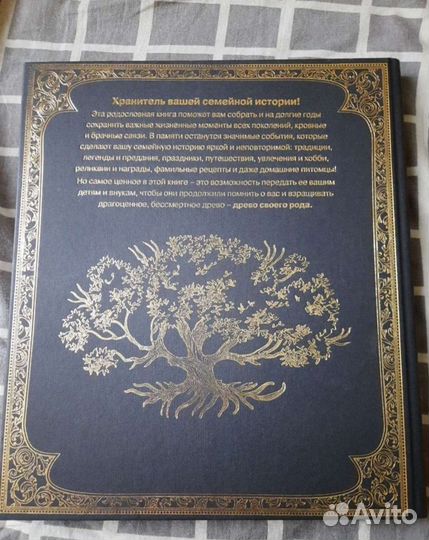 Хранитель вашей семейной истории!
Эта родословная книга поможет вам собрать и на долгие годы
сохранить важные жизненные моменты всех поколений, кровные
и брачные связи. В памяти останутся значимые события, которые
сделают вашу семейную историю яркой и неповторимой: традиции,
легенды и предания, праздники, путешествия, увлечения и хобби,
реликвии и награды, фамильные рецепты и даже домашние питомцы!
Но самое ценное в этой книге – это возможность передать ее вашим
детям и внукам, чтобы они продолжили помнить о вас и взращивать
драгоценное, бессмертное древо – древо своего рода.
Avito